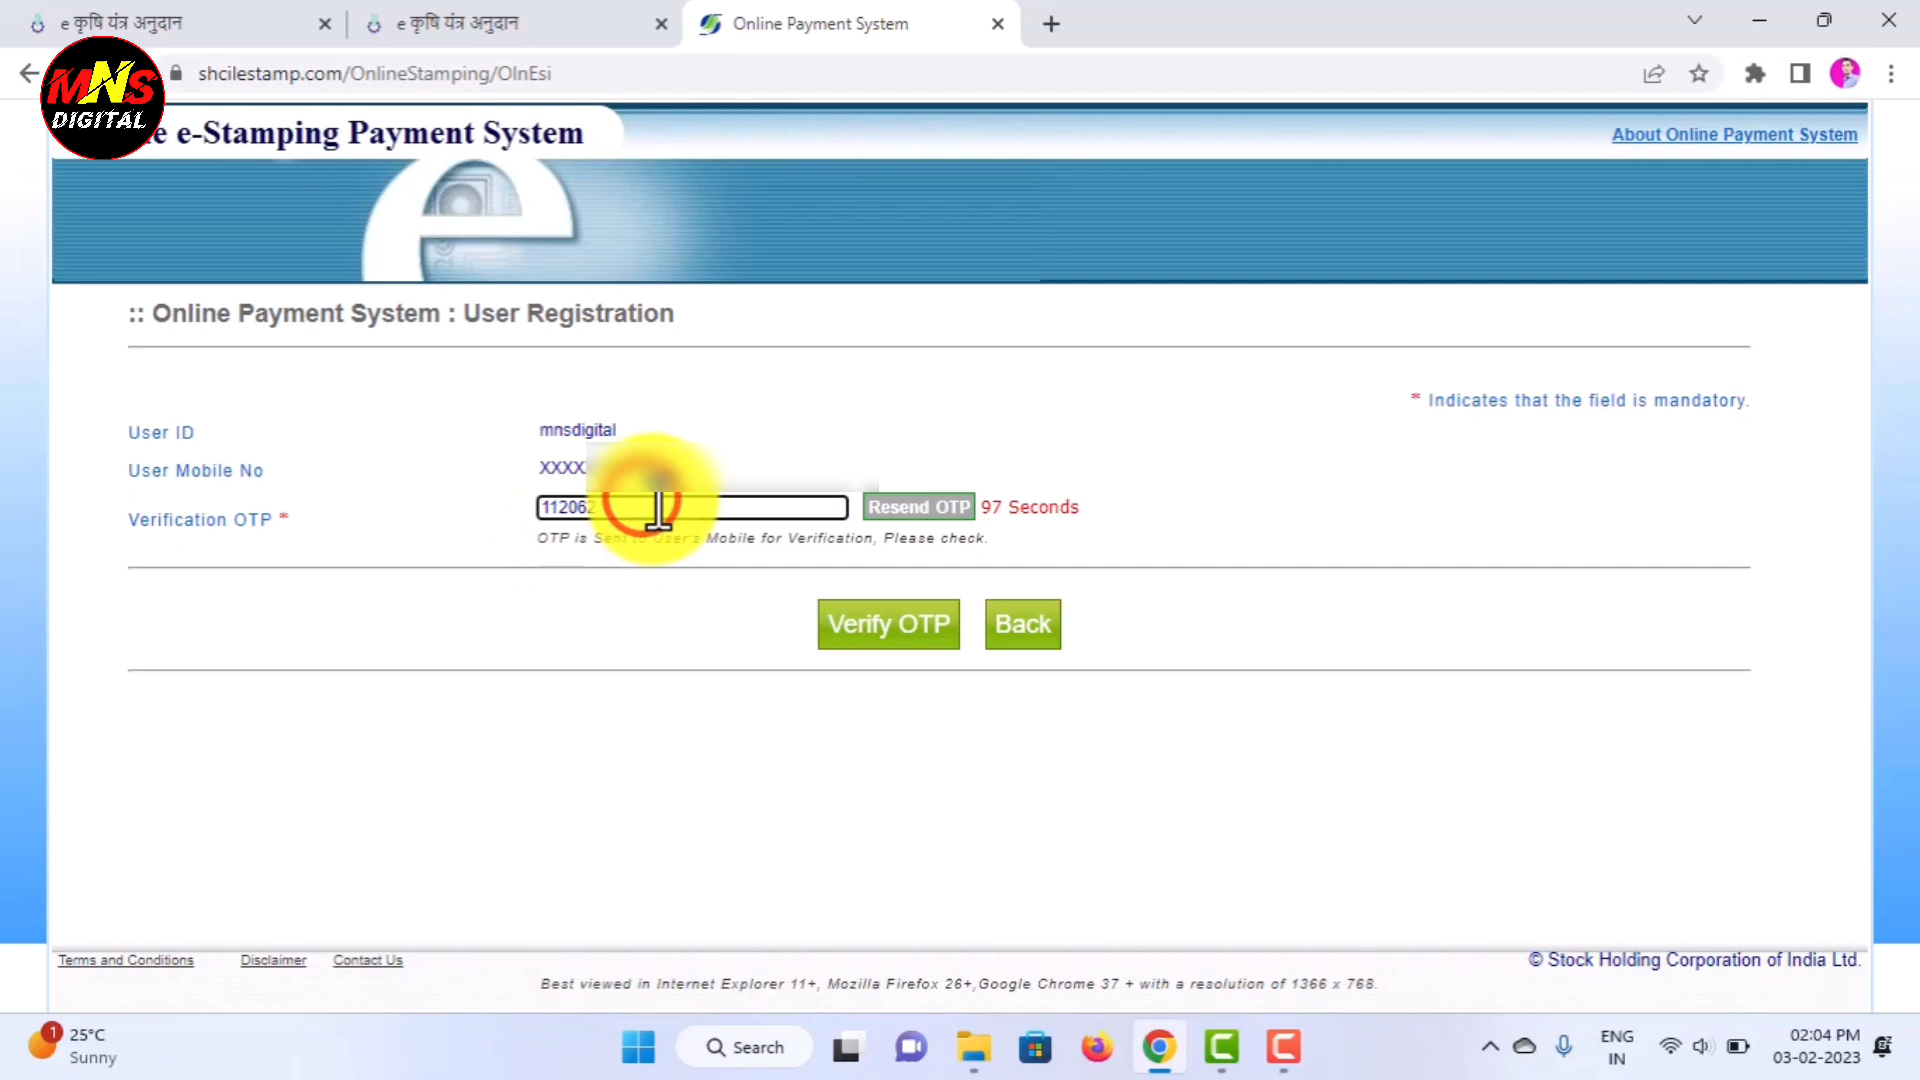 e कृषि यंत्र अनुदान
e कृषि यंत्र अनुदान
Online Payment System
shcilestamp.com/OnlineStamping/OlnEsi
MNS
DIGITAL
e e-Stamping Payment System
About Online Payment System
:: Online Payment System : User Registration
* Indicates that the field is mandatory.
User ID
mnsdigital
User Mobile No
XXXX
Verification OTP *
112062
Resend OTP
97 Seconds
OTP is Sent to User's Mobile for Verification, Please check.
Verify OTP
Back
Terms and Conditions
Disclaimer
Contact Us
© Stock Holding Corporation of India Ltd.
Best viewed in Internet Explorer 11+, Mozilla Firefox 26+,Google Chrome 37 + with a resolution of 1366 x 768.
1
25°C
Sunny
Search
ENG
IN
02:04 PM
03-02-2023